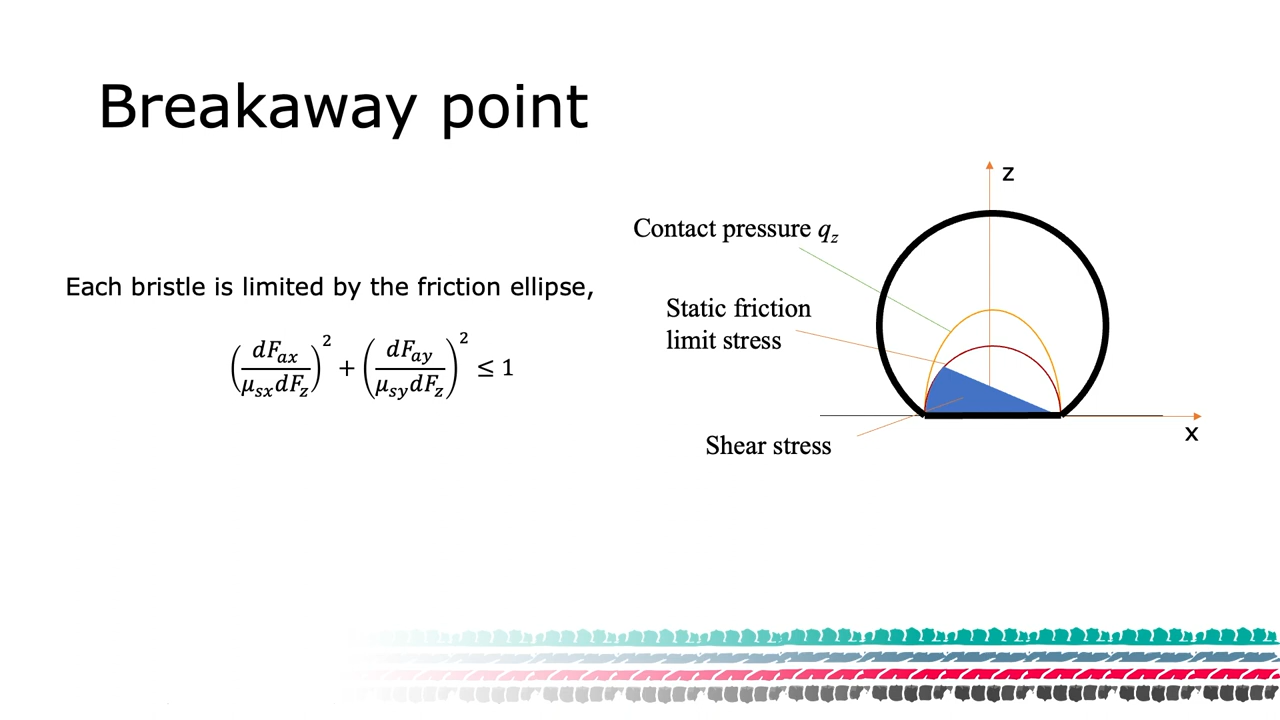 Breakaway point
Each bristle is limited by the friction ellipse,
(dF_ax / μ_sx dF_z)² + (dF_ay / μ_sy dF_z)² ≤ 1
z
Contact pressure q_z
Static friction
limit stress
Shear stress
x